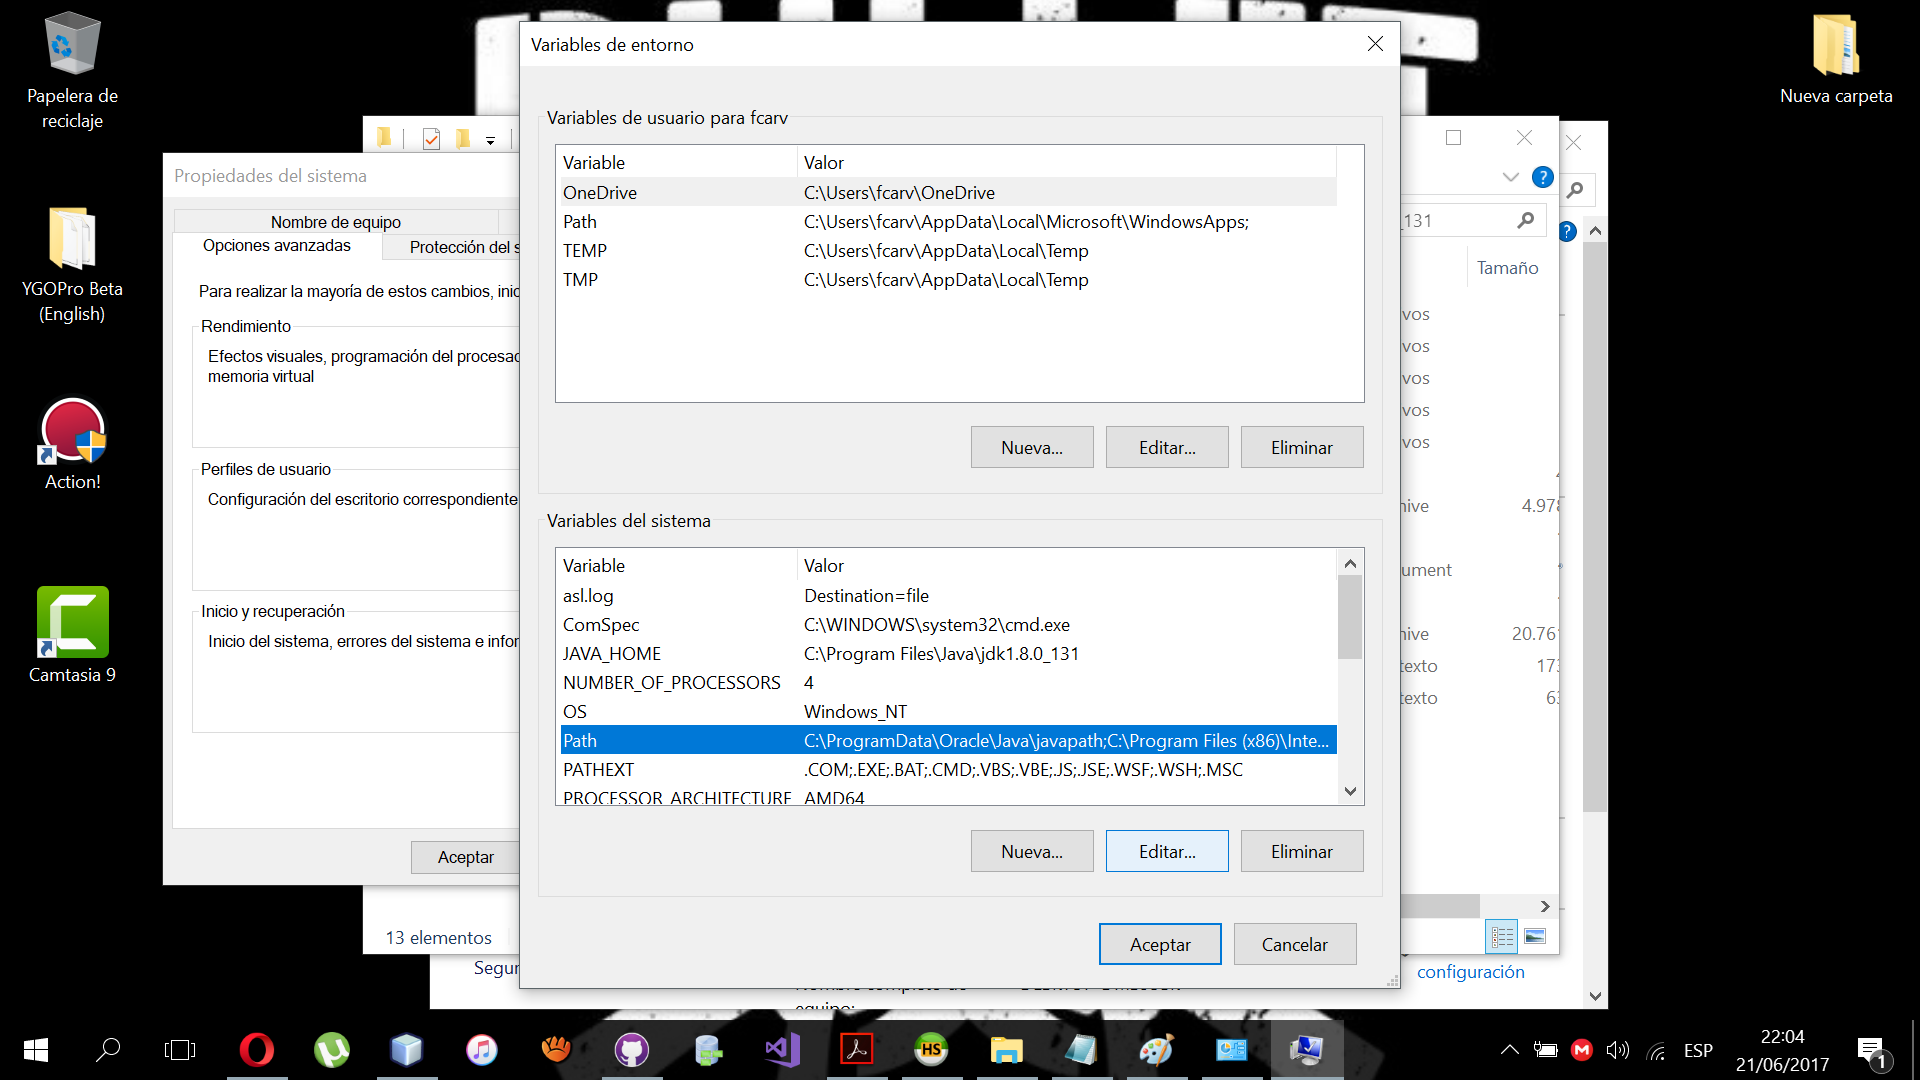 Papelera de
reciclaje
YGOPro Beta
(English)
Action!
Camtasia 9
Nueva carpeta
Propiedades del sistema
Nombre de equipo
Opciones avanzadas
Protección del s
Para realizar la mayoría de estos cambios, inic
Rendimiento
Efectos visuales, programación del procesad
memoria virtual
Perfiles de usuario
Configuración del escritorio correspondiente
Inicio y recuperación
Inicio del sistema, errores del sistema e infor
Aceptar
13 elementos
Segur
Variables de entorno
Variables de usuario para fcarv
Variable Valor
OneDrive C:\Users\fcarv\OneDrive
Path C:\Users\fcarv\AppData\Local\Microsoft\WindowsApps;
TEMP C:\Users\fcarv\AppData\Local\Temp
TMP C:\Users\fcarv\AppData\Local\Temp
Nueva... Editar... Eliminar
Variables del sistema
Variable Valor
asl.log Destination=file
ComSpec C:\WINDOWS\system32\cmd.exe
JAVA_HOME C:\Program Files\Java\jdk1.8.0_131
NUMBER_OF_PROCESSORS 4
OS Windows_NT
Path C:\ProgramData\Oracle\Java\javapath;C:\Program Files (x86)\Inte...
PATHEXT .COM;.EXE;.BAT;.CMD;.VBS;.VBE;.JS;.JSE;.WSF;.WSH;.MSC
PROCESSOR_ARCHITECTURE AMD64
Nueva... Editar... Eliminar
Aceptar Cancelar
_131
Tamaño
vos
vos
vos
vos
vos
hive 4.978
ument
hive 20.761
texto 173
texto 63
configuración
equipo:
HS
ESP
22:04
21/06/2017
1